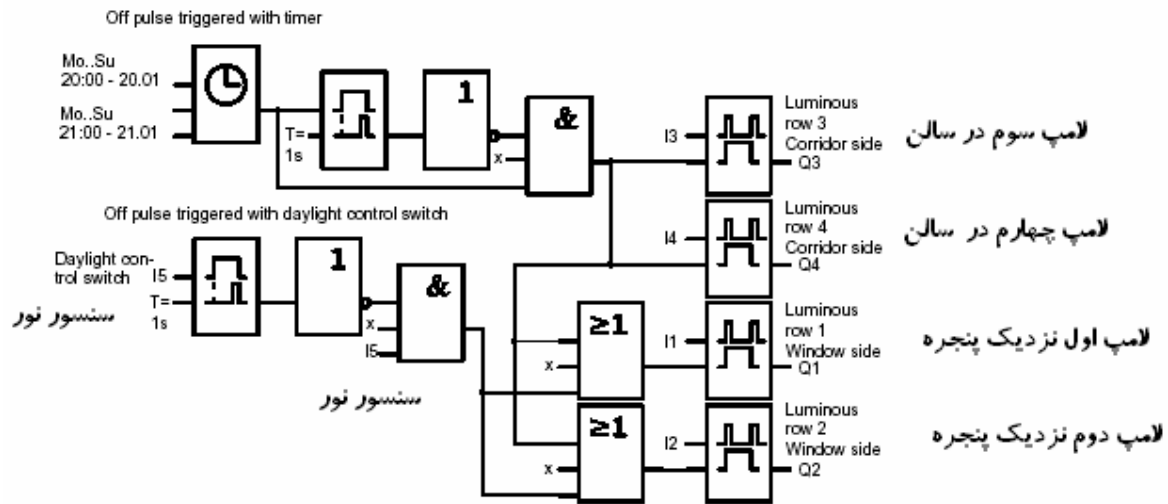 Off pulse triggered with timer
Mo..Su
20:00 - 20.01
Mo..Su
21:00 - 21.01
T=
1s
1
x
&
I3
Luminous
row 3
Corridor side
Q3
لامپ سوم در سالن
Off pulse triggered with daylight control switch
Daylight con-
trol switch
I5
T=
1s
سنسور نور
1
x
I5
&
سنسور نور
I4
Luminous
row 4
Corridor side
Q4
لامپ چهارم در سالن
≥1
x
I1
Luminous
row 1
Window side
Q1
لامپ اول نزدیک پنجره
≥1
x
I2
Luminous
row 2
Window side
Q2
لامپ دوم نزدیک پنجره